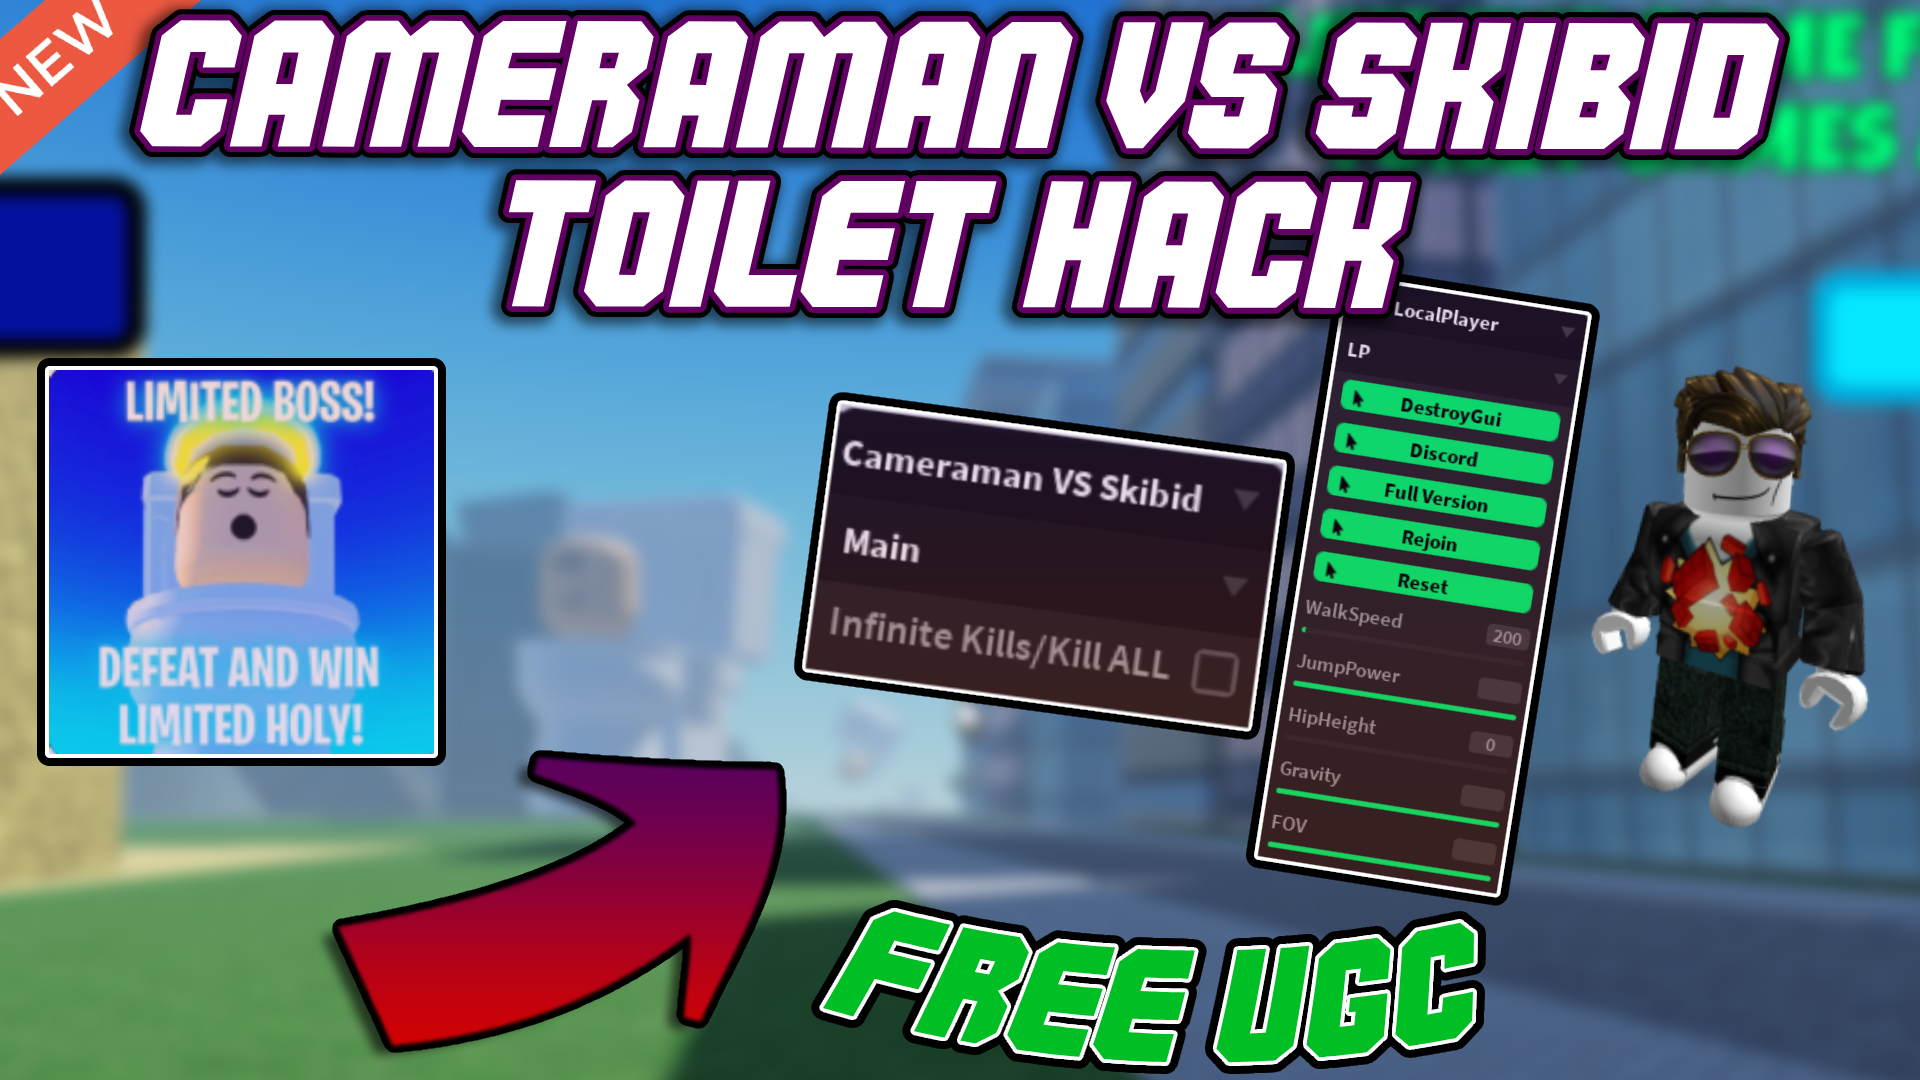 NEW
CAMERAMAN VS SKIBID
TOILET HACK
LIMITED BOSS!
DEFEAT AND WIN
LIMITED HOLY!
Cameraman VS Skibid
Main
Infinite Kills/Kill ALL
LocalPlayer
LP
DestroyGui
Discord
Full Version
Rejoin
Reset
WalkSpeed 200
JumpPower
HipHeight 0
Gravity
FOV
FREE UGC